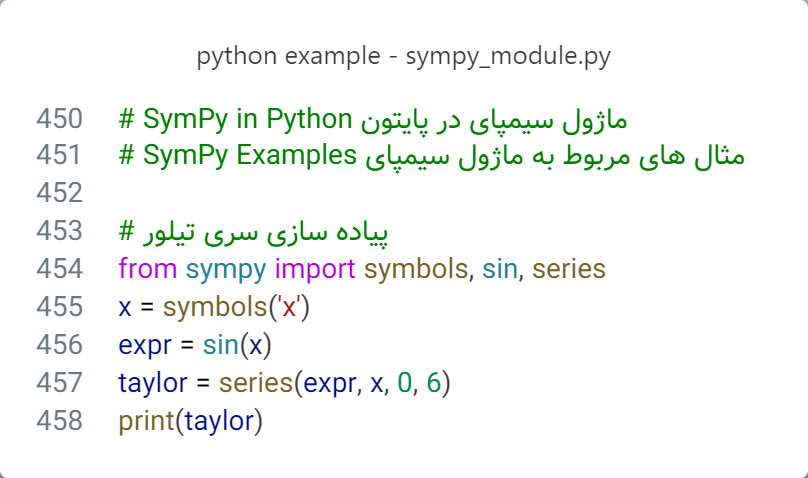 python example - sympy_module.py
450 # SymPy in Python ماژول سیمپای در پایتون
451 # SymPy Examples مثال های مربوط به ماژول سیمپای
452
453 # پیاده سازی سری تیلور
454 from sympy import symbols, sin, series
455 x = symbols('x')
456 expr = sin(x)
457 taylor = series(expr, x, 0, 6)
458 print(taylor)